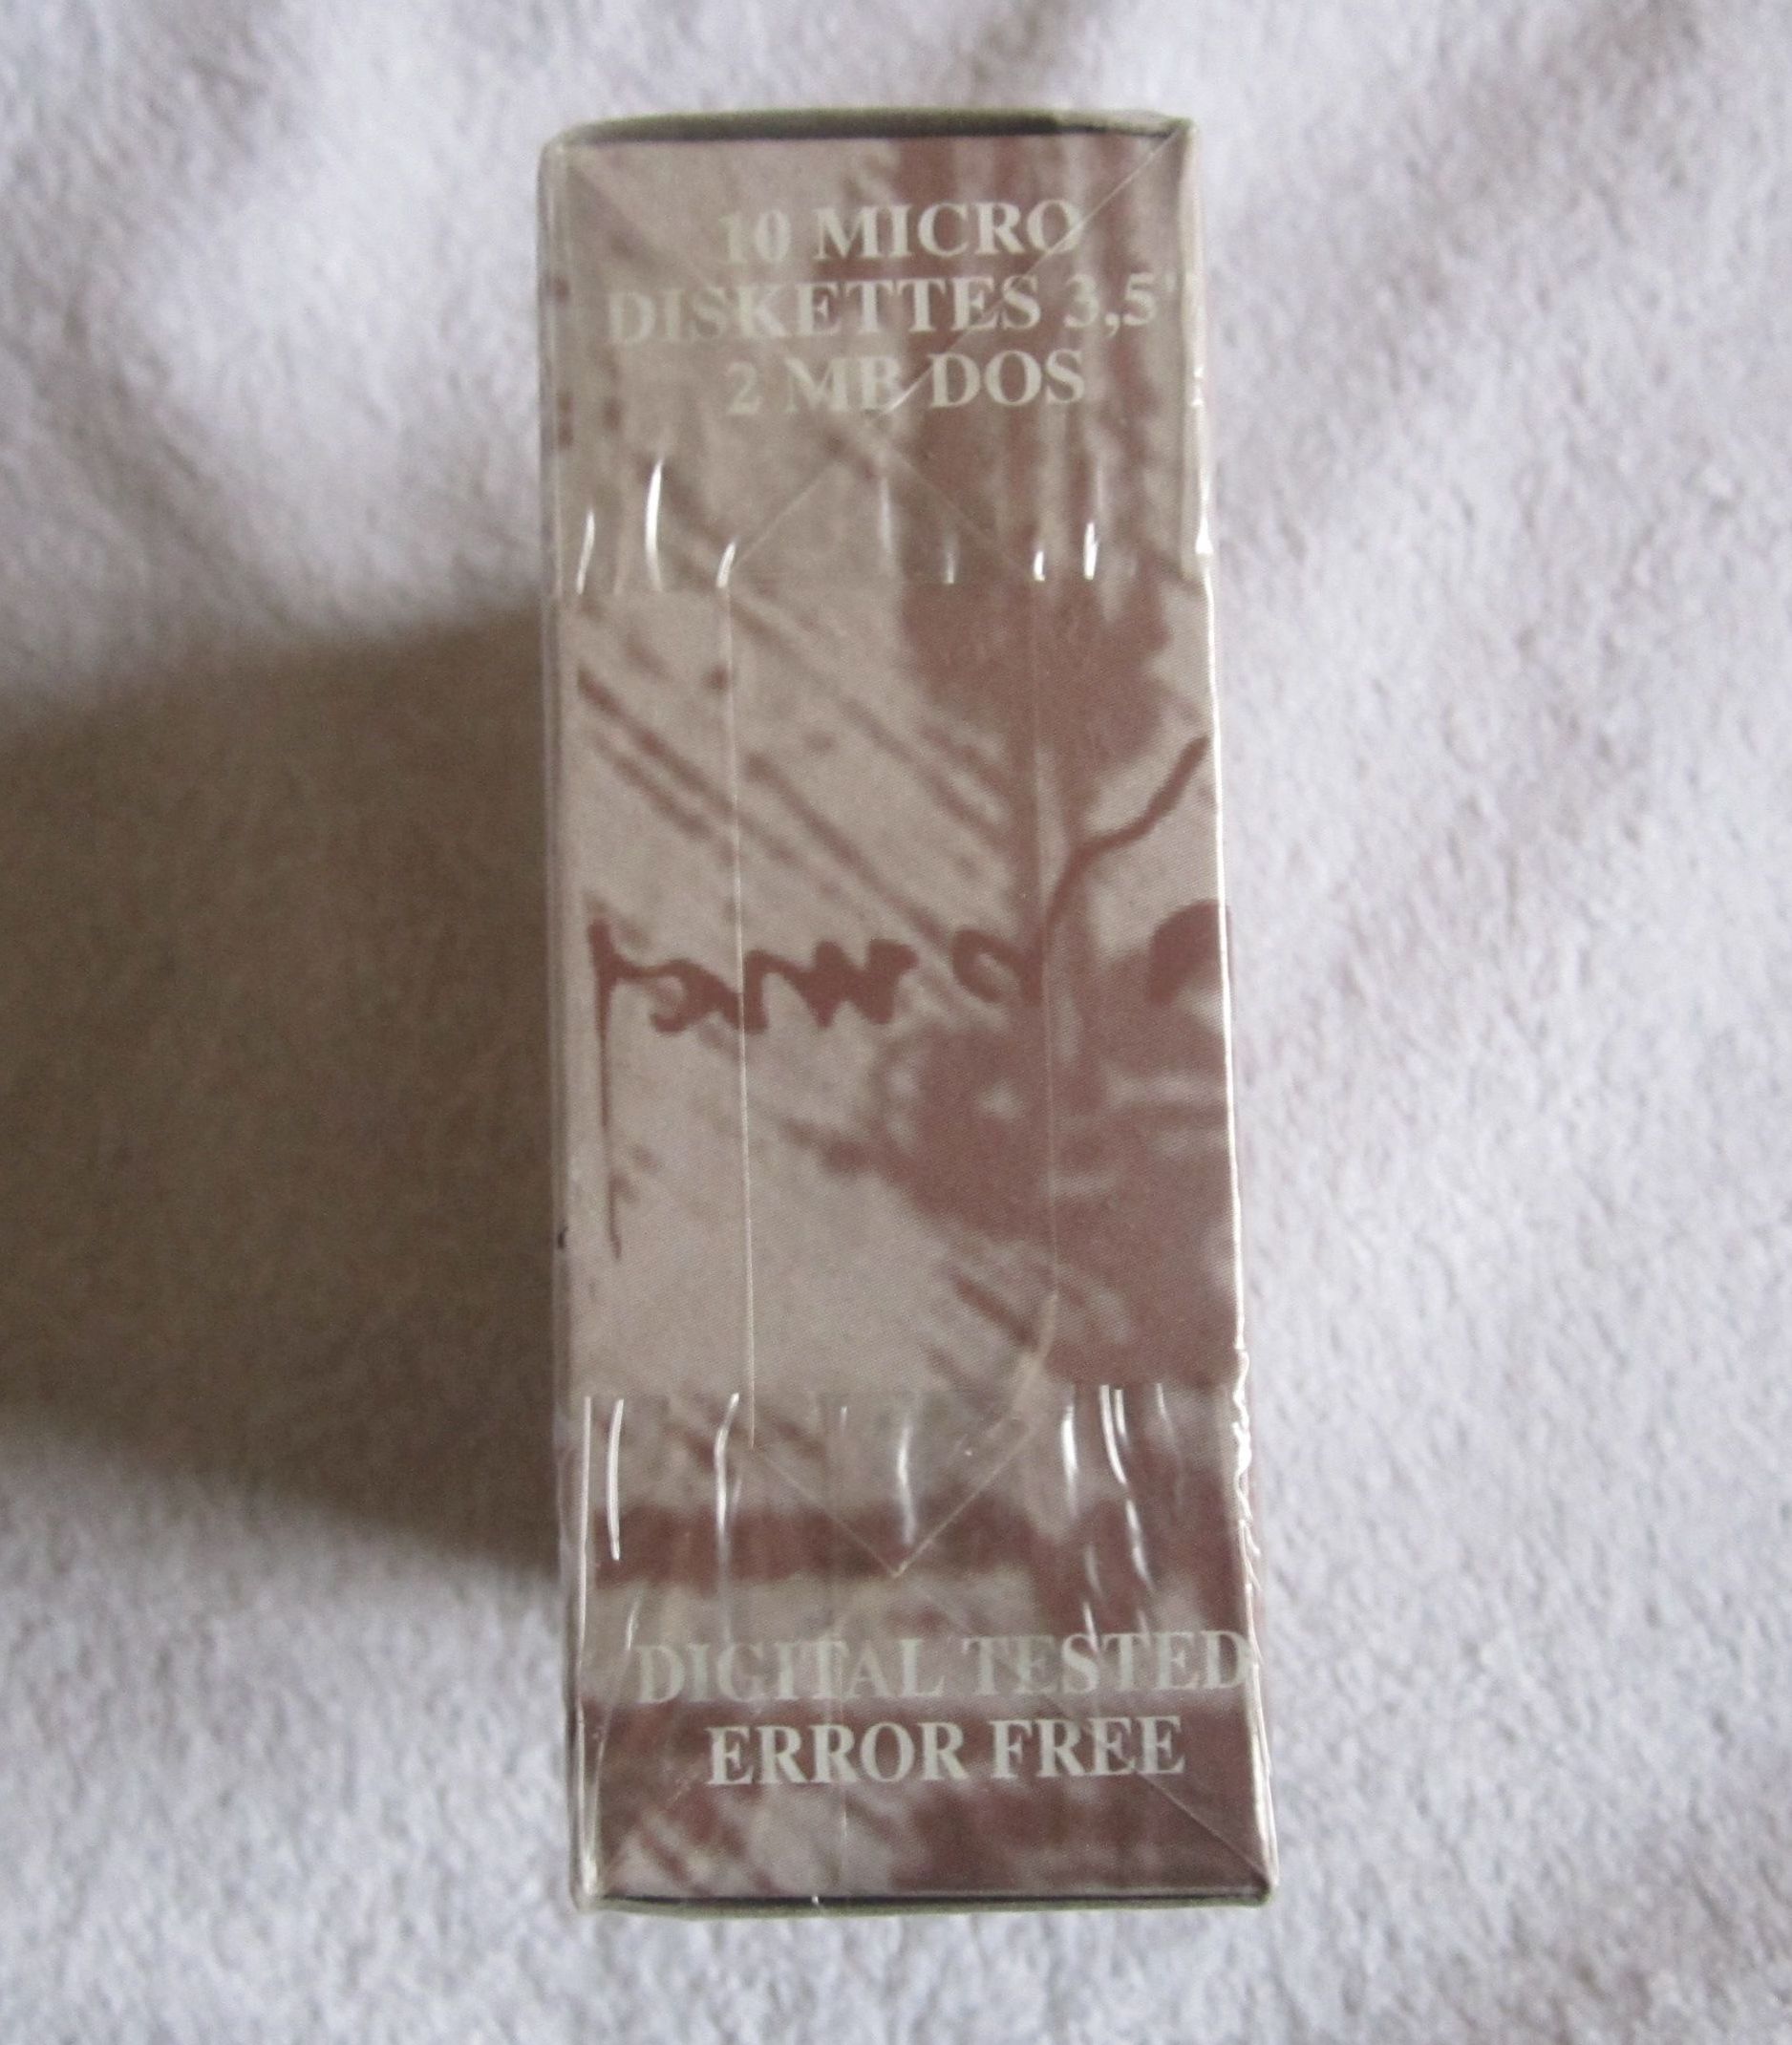 10 MICRO
DISKETTES 3,5"
2 MB DOS
DIGITAL TESTED
ERROR FREE